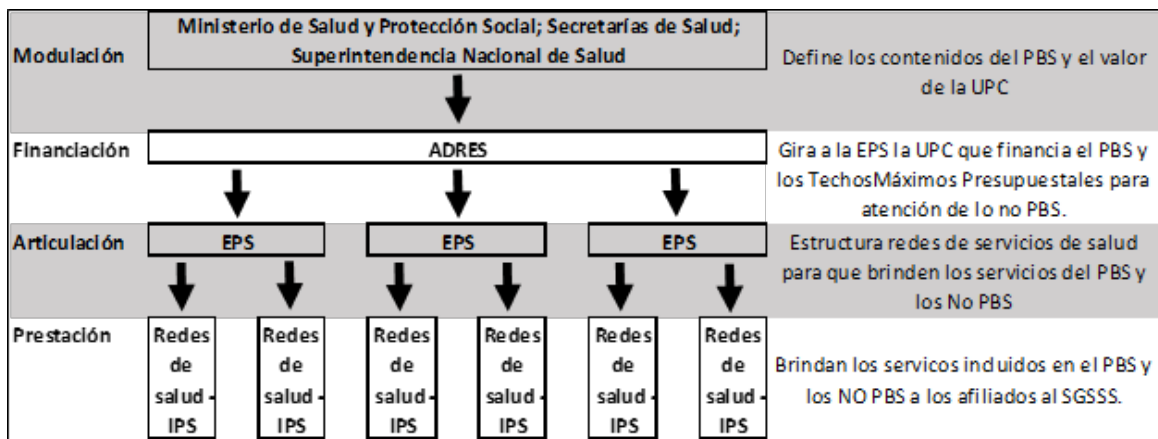 Modulación
Ministerio de Salud y Protección Social; Secretarías de Salud;
Superintendencia Nacional de Salud
Define los contenidos del PBS y el valor
de la UPC
Financiación
ADRES
Gira a la EPS la UPC que financia el PBS y
los TechosMáximos Presupuestales para
atención de lo no PBS.
Articulación
EPS
EPS
EPS
Estructura redes de servicios de salud
para que brinden los servicios del PBS y
los No PBS
Prestación
Redes
de
salud -
IPS
Redes
de
salud -
IPS
Redes
de
salud -
IPS
Redes
de
salud -
IPS
Redes
de
salud -
IPS
Redes
de
salud -
IPS
Brindan los servicos incluidos en el PBS y
los NO PBS a los afiliados al SGSSS.